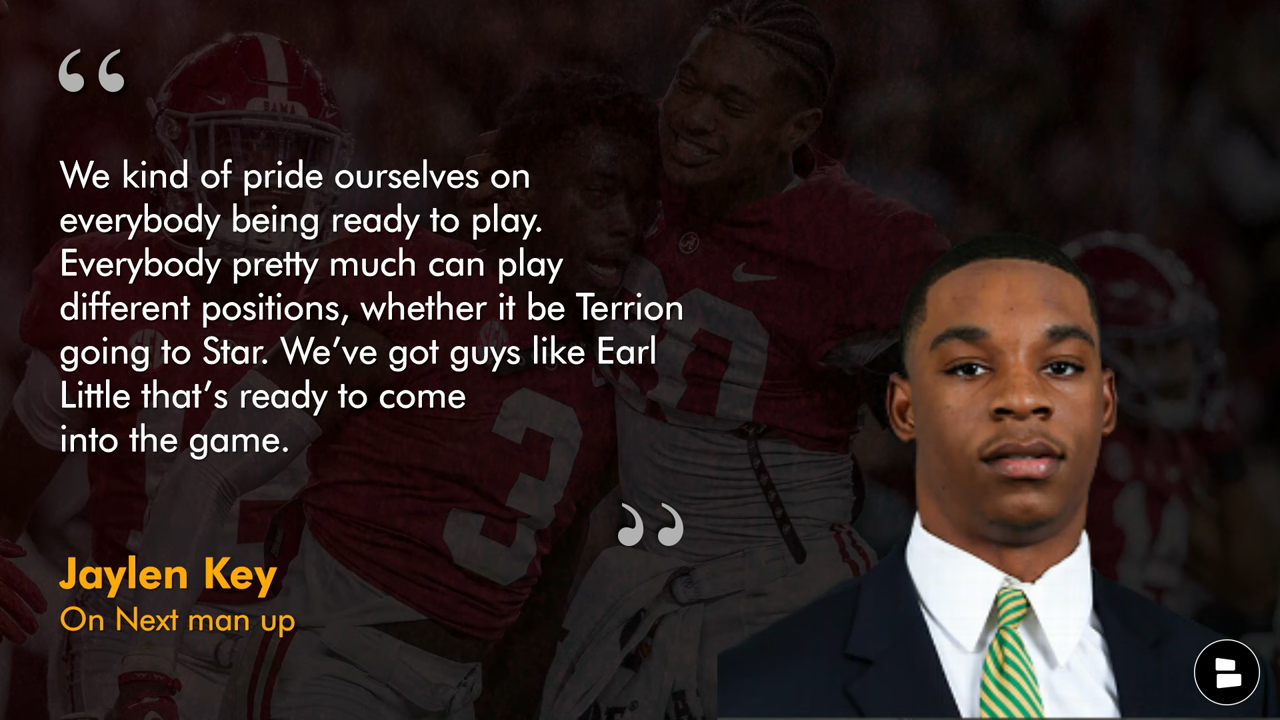 “
We kind of pride ourselves on
everybody being ready to play.
Everybody pretty much can play
different positions, whether it be Terrion
going to Star. We’ve got guys like Earl
Little that’s ready to come
into the game.
”
Jaylen Key
On Next man up
BAMA
3